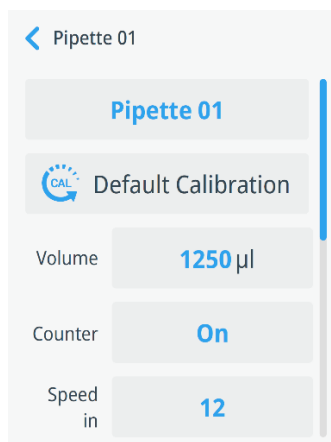 Pipette 01
Pipette 01
CAL Default Calibration
Volume 1250 µl
Counter On
Speed
in 12